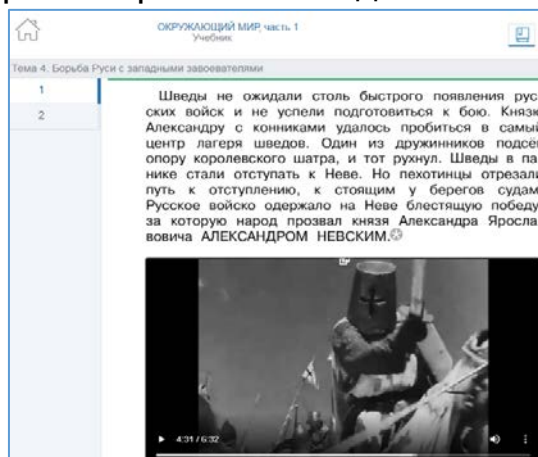 ОКРУЖАЮЩИЙ МИР, часть 1
Учебник
Тема 4. Борьба Руси с западными завоевателями
1
2
Шведы не ожидали столь быстрого появления рус
ских войск и не успели подготовиться к бою. Князю
Александру с конниками удалось пробиться в самый
центр лагеря шведов. Один из дружинников подсёк
опору королевского шатра, и тот рухнул. Шведы в па
нике стали отступать к Неве. Но пехотинцы отрезали
путь к отступлению, к стоящим у берегов судам.
Русское войско одержало на Неве блестящую победу,
за которую народ прозвал князя Александра Яросла
вовича АЛЕКСАНДРОМ НЕВСКИМ.
4:31 / 6:32